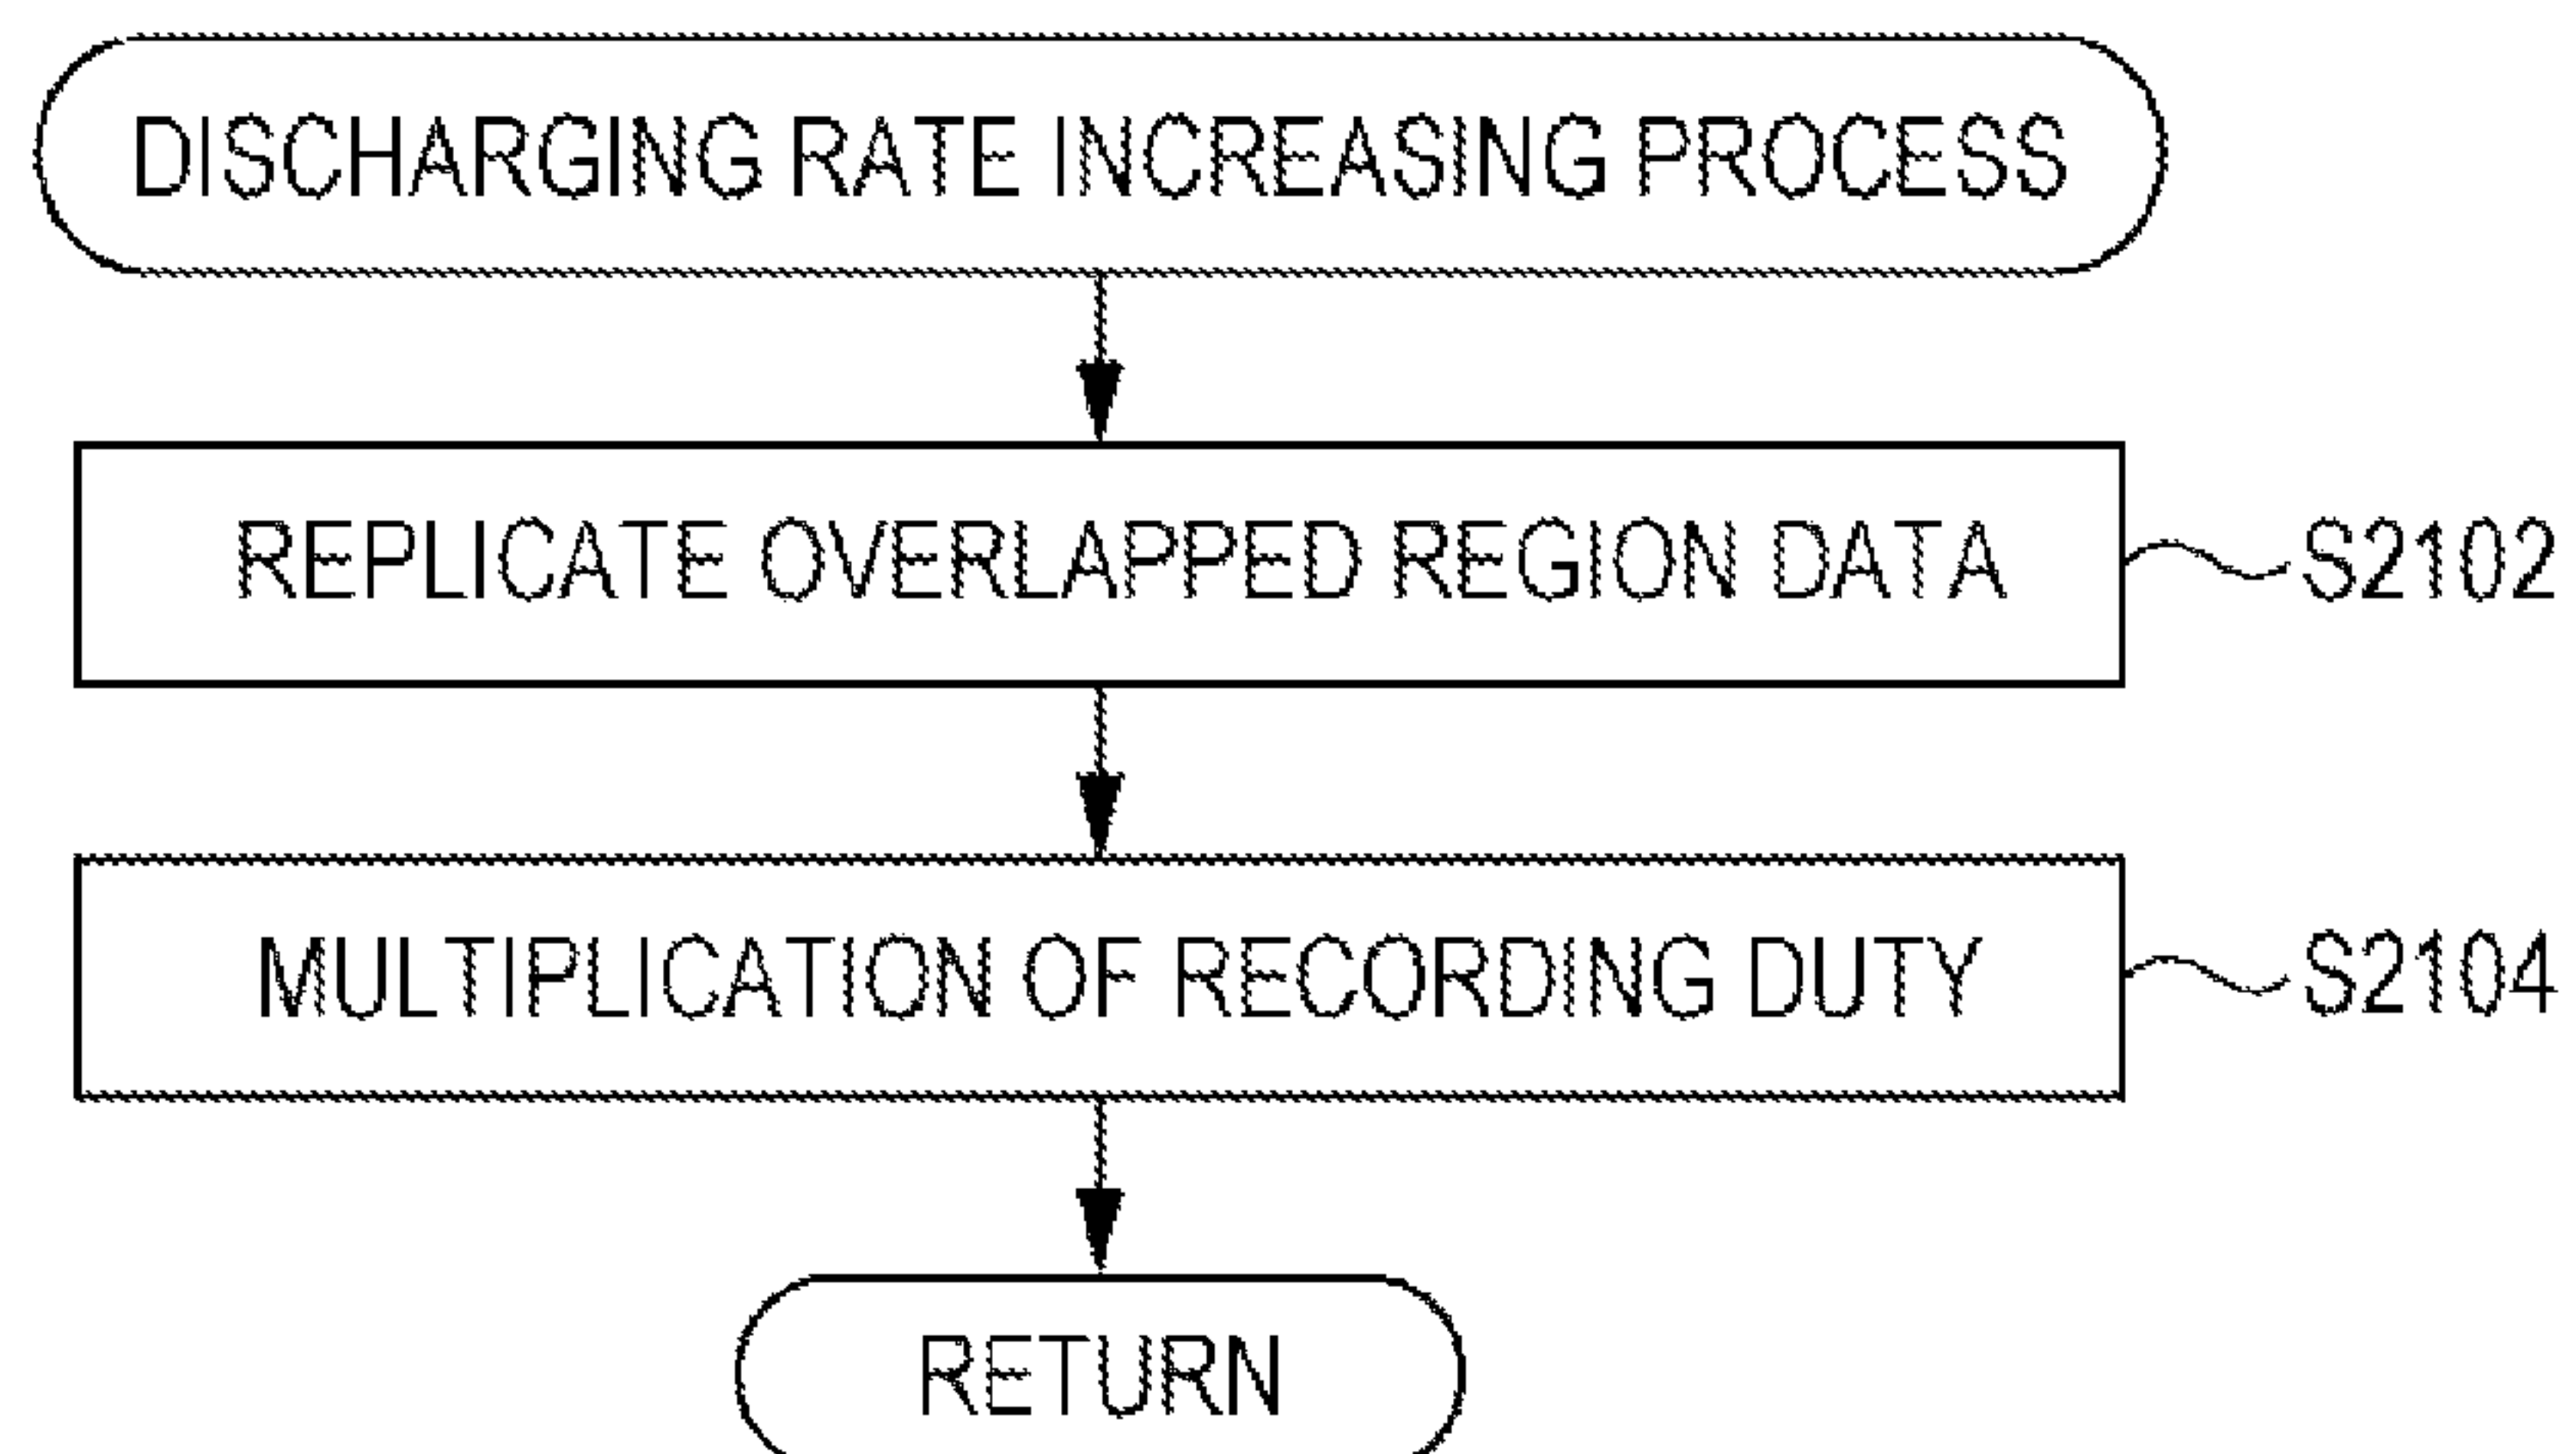 DISCHARGING RATE INCREASING PROCESS
REPLICATE OVERLAPPED REGION DATA
S2102
MULTIPLICATION OF RECORDING DUTY
S2104
RETURN